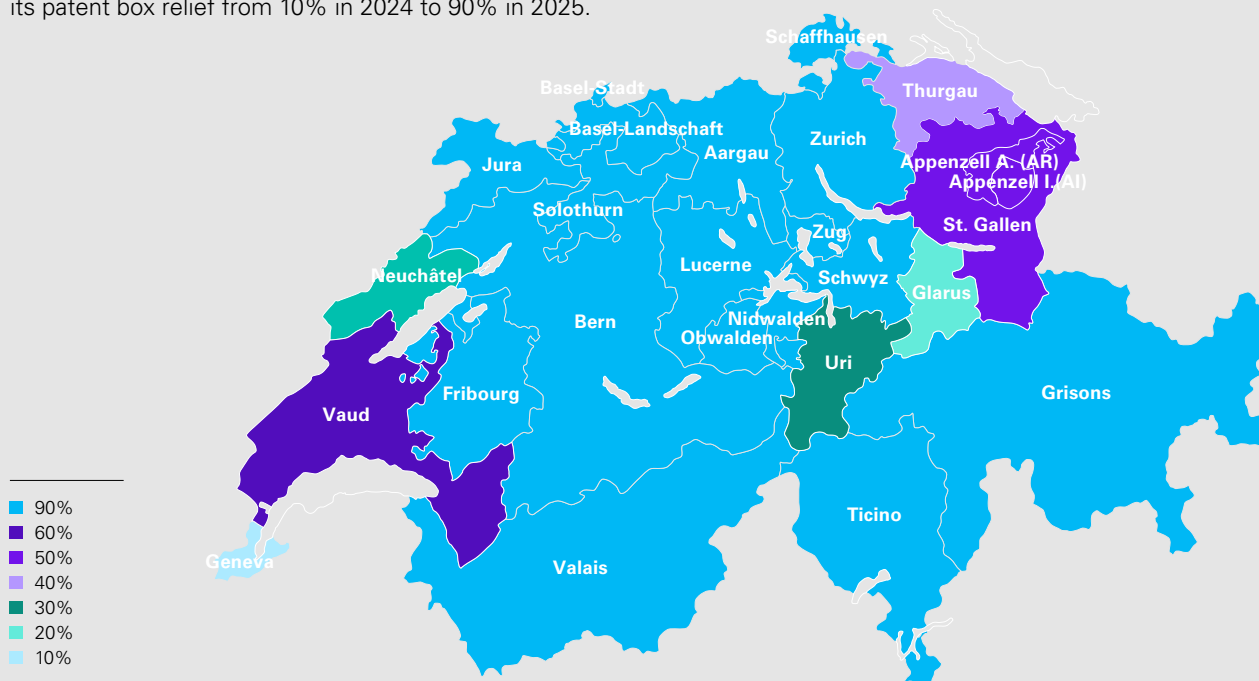 its patent box relief from 10% in 2024 to 90% in 2025.
Schaffhausen
Basel-Stadt
Thurgau
Basel-Landschaft
Zurich
Aargau
Jura
Appenzell A. (AR)
Appenzell I.(AI)
Solothurn
St. Gallen
Zug
Lucerne
Neuchâtel
Schwyz
Glarus
Nidwalden
Bern
Obwalden
Uri
Fribourg
Grisons
Vaud
Ticino
Geneva
Valais
90%
60%
50%
40%
30%
20%
10%